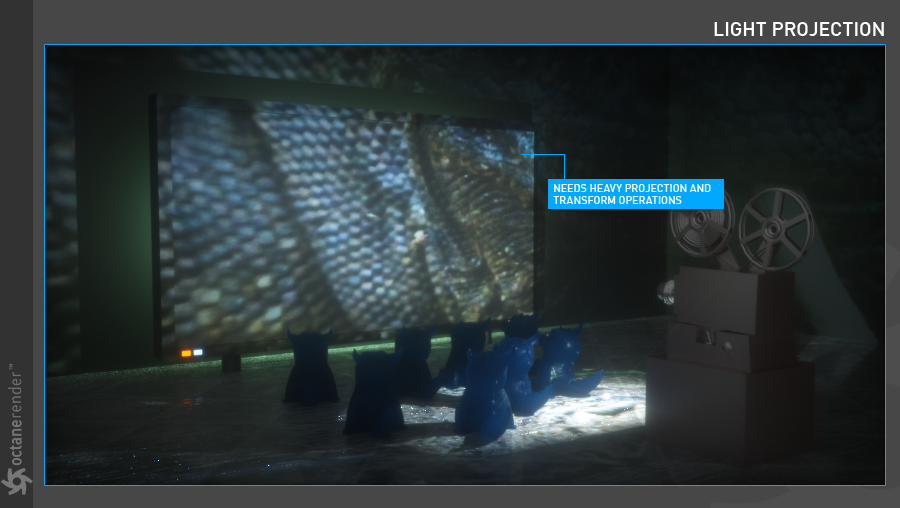 LIGHT PROJECTION
NEEDS HEAVY PROJECTION AND
TRANSFORM OPERATIONS
octanerender™